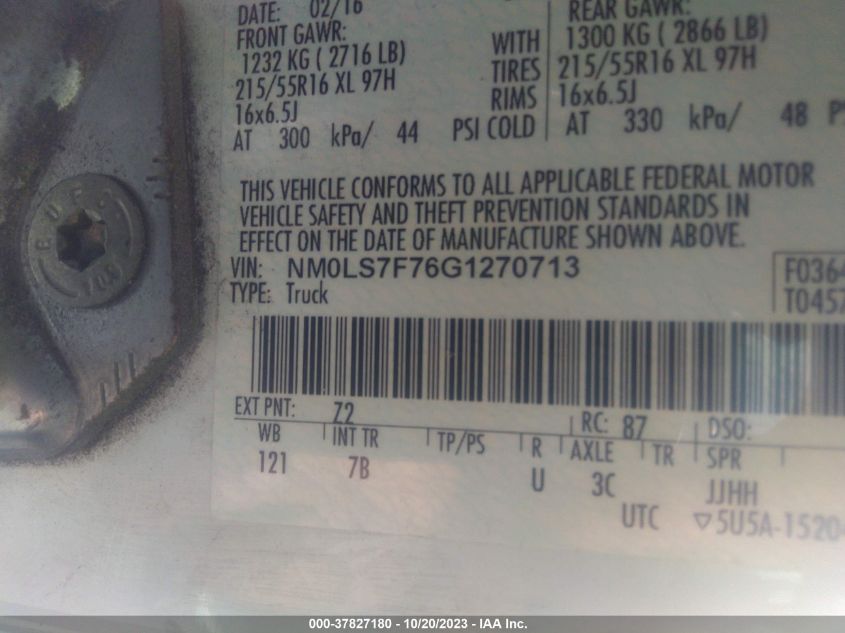 DATE: 02/16
FRONT GAWR:
1232 KG ( 2716 LB)
215/55R16 XL 97H
16x6.5J
AT 300 kPa/ 44 PSI COLD
WITH
TIRES
RIMS
REAR GAWR:
1300 KG ( 2866 LB)
215/55R16 XL 97H
16x6.5J
AT 330 kPa/ 48
THIS VEHICLE CONFORMS TO ALL APPLICABLE FEDERAL MOTOR
VEHICLE SAFETY AND THEFT PREVENTION STANDARDS IN
EFFECT ON THE DATE OF MANUFACTURE SHOWN ABOVE.
VIN: NM0LS7F76G1270713
TYPE: Truck
F0364
T0457
EXT PNT: Z2
RC: 87
DSO:
WB
INT TR
TP/PS
R
AXLE
TR
SPR
121
7B
U
3C
JJHH
UTC
5U5A-1520
000-37827180 - 10/20/2023 - IAA Inc.